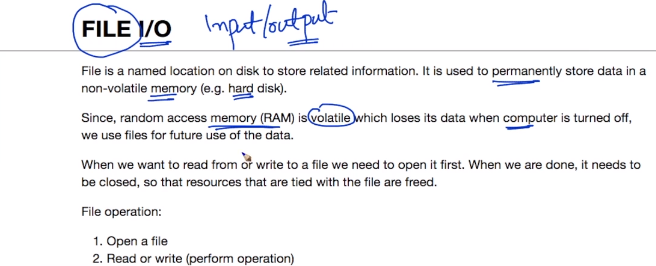 FILE I/O Input/output
File is a named location on disk to store related information. It is used to permanently store data in a
non-volatile memory (e.g. hard disk).
Since, random access memory (RAM) is volatile which loses its data when computer is turned off,
we use files for future use of the data.
When we want to read from or write to a file we need to open it first. When we are done, it needs to
be closed, so that resources that are tied with the file are freed.
File operation:
1. Open a file
2. Read or write (perform operation)